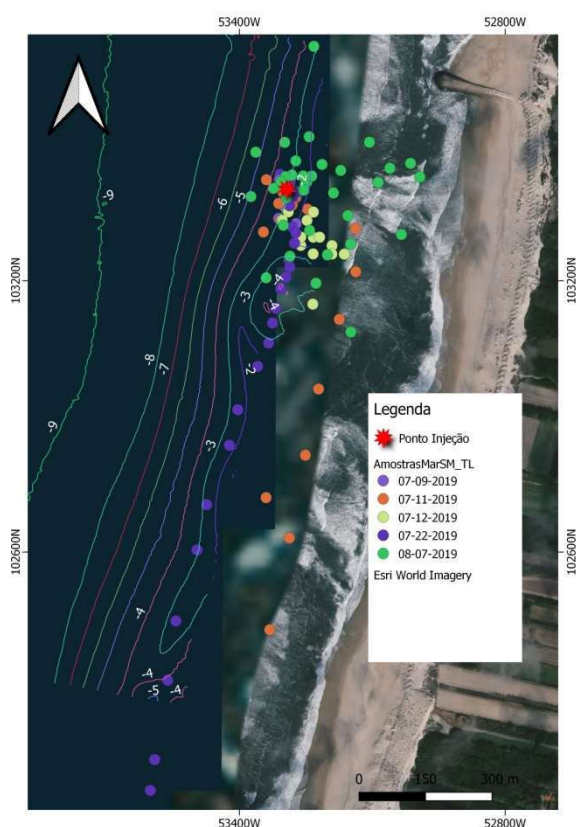 53400W
52800W
-9
-6
-5
-2
103200N
103200N
-4
-3
-4
-8
-7
-2
-9
-3
Legenda
Ponto Injeção
AmostrasMarSM_TL
07-09-2019
07-11-2019
07-12-2019
07-22-2019
08-07-2019
Esri World Imagery
102600N
102600N
-4
-4
-5
-4
0
150
300 m
53400W
52800W